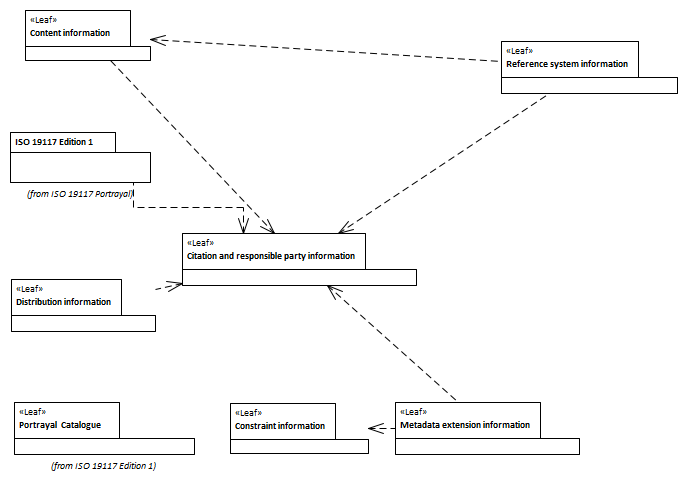 «Leaf»
Content information
«Leaf»
Reference system information
ISO 19117 Edition 1
(from ISO 19117 Portrayal)
«Leaf»
Citation and responsible party information
«Leaf»
Distribution information
«Leaf»
Portrayal Catalogue
(from ISO 19117 Edition 1)
«Leaf»
Constraint information
«Leaf»
Metadata extension information